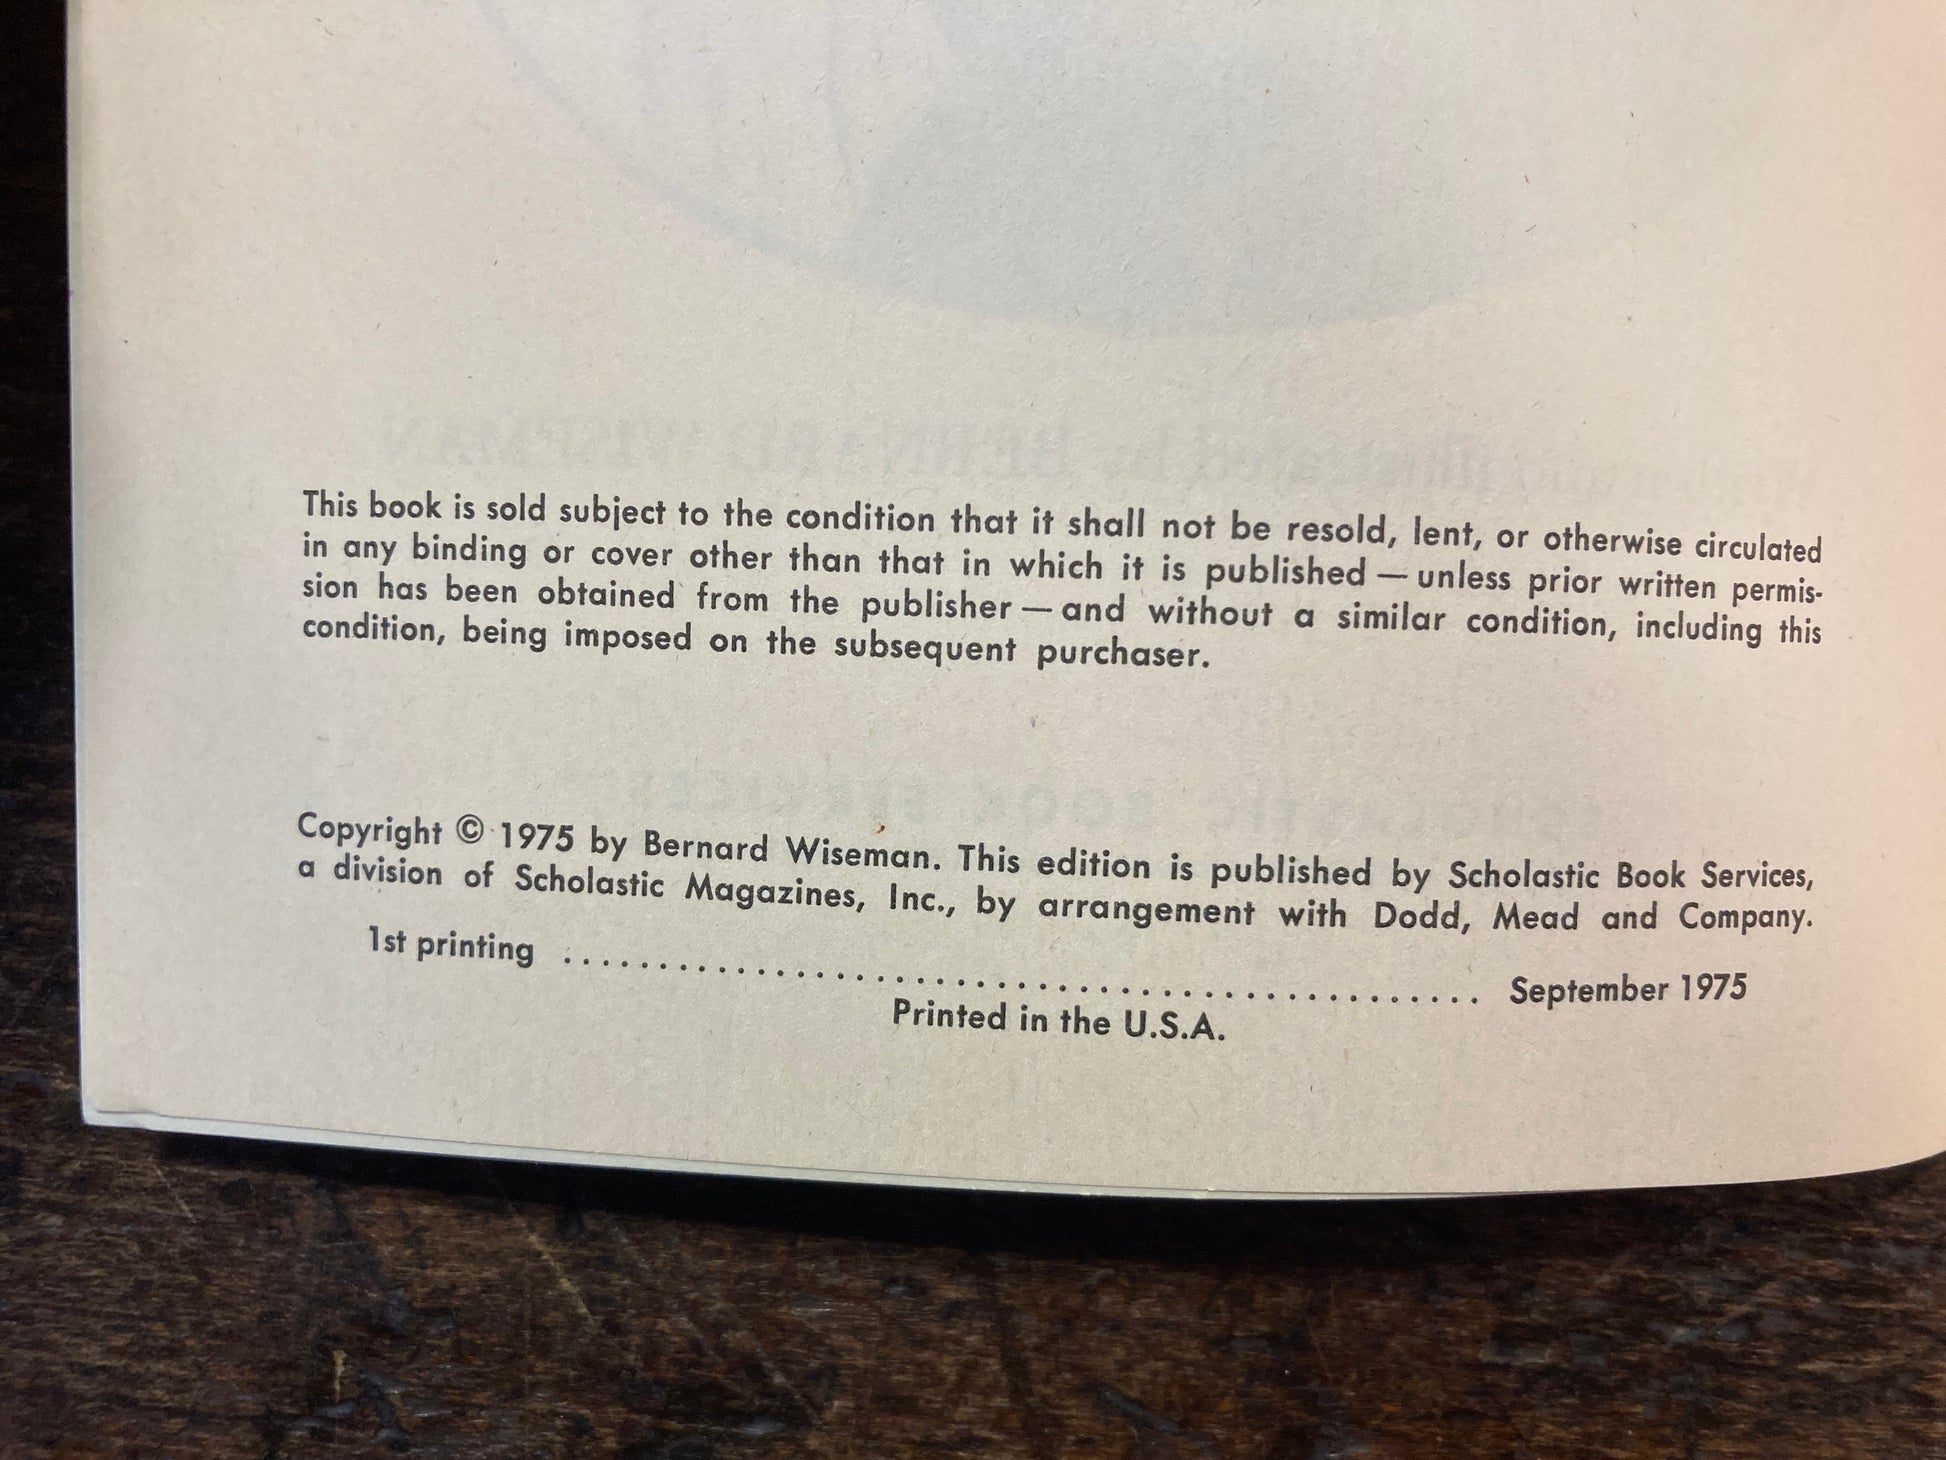 This book is sold subject to the condition that it shall not be resold, lent, or otherwise circulated
in any binding or cover other than that in which it is published — unless prior written permis-
sion has been obtained from the publisher — and without a similar condition, including this
condition, being imposed on the subsequent purchaser.
Copyright © 1975 by Bernard Wiseman. This edition is published by Scholastic Book Services,
a division of Scholastic Magazines, Inc., by arrangement with Dodd, Mead and Company.
1st printing ............................................... September 1975
Printed in the U.S.A.